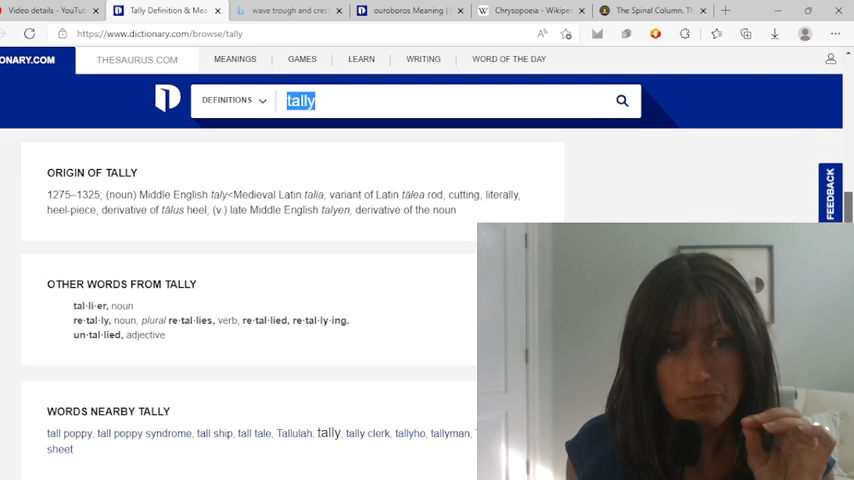 Video details - YouTub
Tally Definition & Mea
wave trough and crest
ouroboros Meaning |
Chrysopoeia - Wikipe
The Spinal Column. Th
https://www.dictionary.com/browse/tally
ONARY.COM
THESAURUS.COM
MEANINGS
GAMES
LEARN
WRITING
WORD OF THE DAY
DEFINITIONS
tally
FEEDBACK
ORIGIN OF TALLY
1275–1325; (noun) Middle English taly<Medieval Latin talia, variant of Latin tālea rod, cutting, literally,
heel-piece, derivative of tālus heel; (v.) late Middle English talyen, derivative of the noun
OTHER WORDS FROM TALLY
tal·li·er, noun
re·tal·ly, noun, plural re·tal·lies, verb, re·tal·lied, re·tal·ly·ing.
un·tal·lied, adjective
WORDS NEARBY TALLY
tall poppy, tall poppy syndrome, tall ship, tall tale, Tallulah, tally, tally clerk, tallyho, tallyman,
sheet